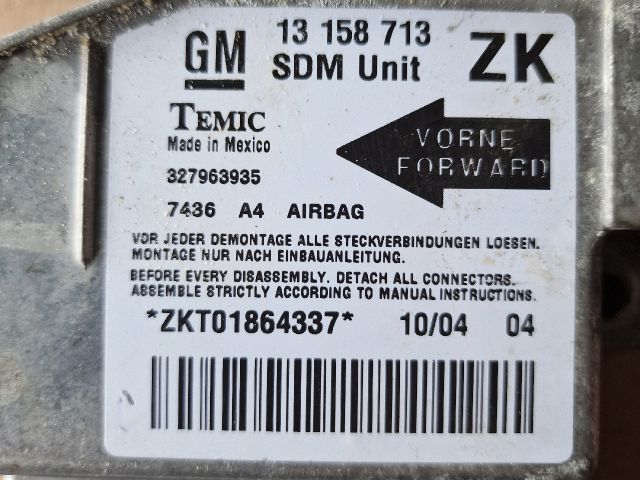 GM 13 158 713 ZK
SDM Unit
TEMIC
Made in Mexico
VORNE
FORWARD
327963935
7436 A4 AIRBAG
VOR JEDER DEMONTAGE ALLE STECKVERBINDUNGEN LOESEN.
MONTAGE NUR NACH EINBAUANLEITUNG.
BEFORE EVERY DISASSEMBLY. DETACH ALL CONNECTORS.
ASSEMBLE STRICTLY ACCORDING TO MANUAL INSTRUCTIONS.
*ZKT01864337* 10/04 04